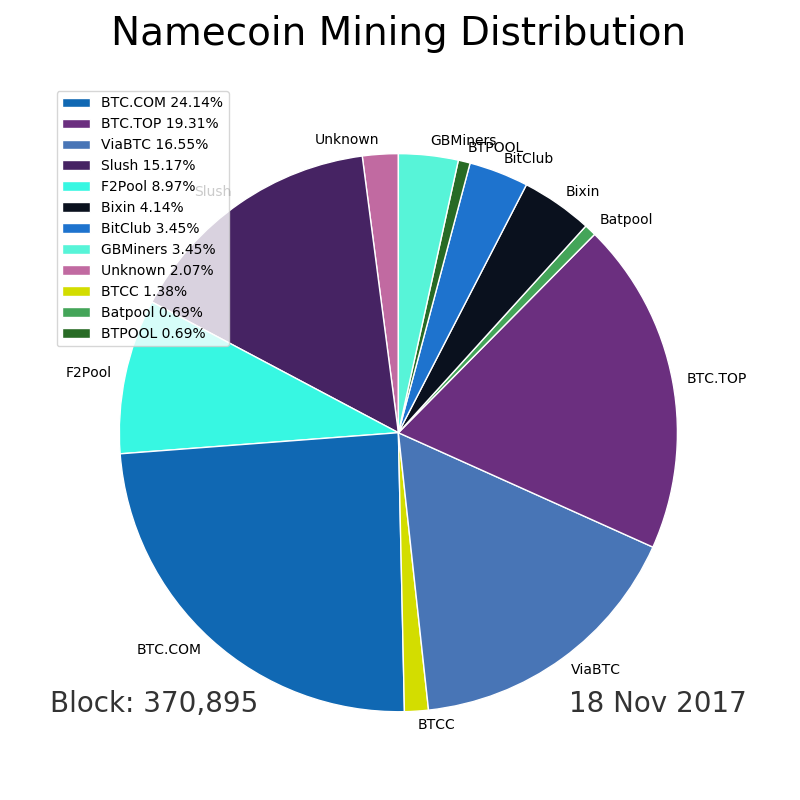 Namecoin Mining Distribution
BTC.COM 24.14%
BTC.TOP 19.31%
ViaBTC 16.55%
Slush 15.17%
F2Pool 8.97%
Bixin 4.14%
BitClub 3.45%
GBMiners 3.45%
Unknown 2.07%
BTCC 1.38%
Batpool 0.69%
BTPOOL 0.69%
Unknown
GBMiners
BTPOOL
BitClub
Bixin
Batpool
Slush
F2Pool
BTC.TOP
BTC.COM
ViaBTC
BTCC
Block: 370,895
18 Nov 2017